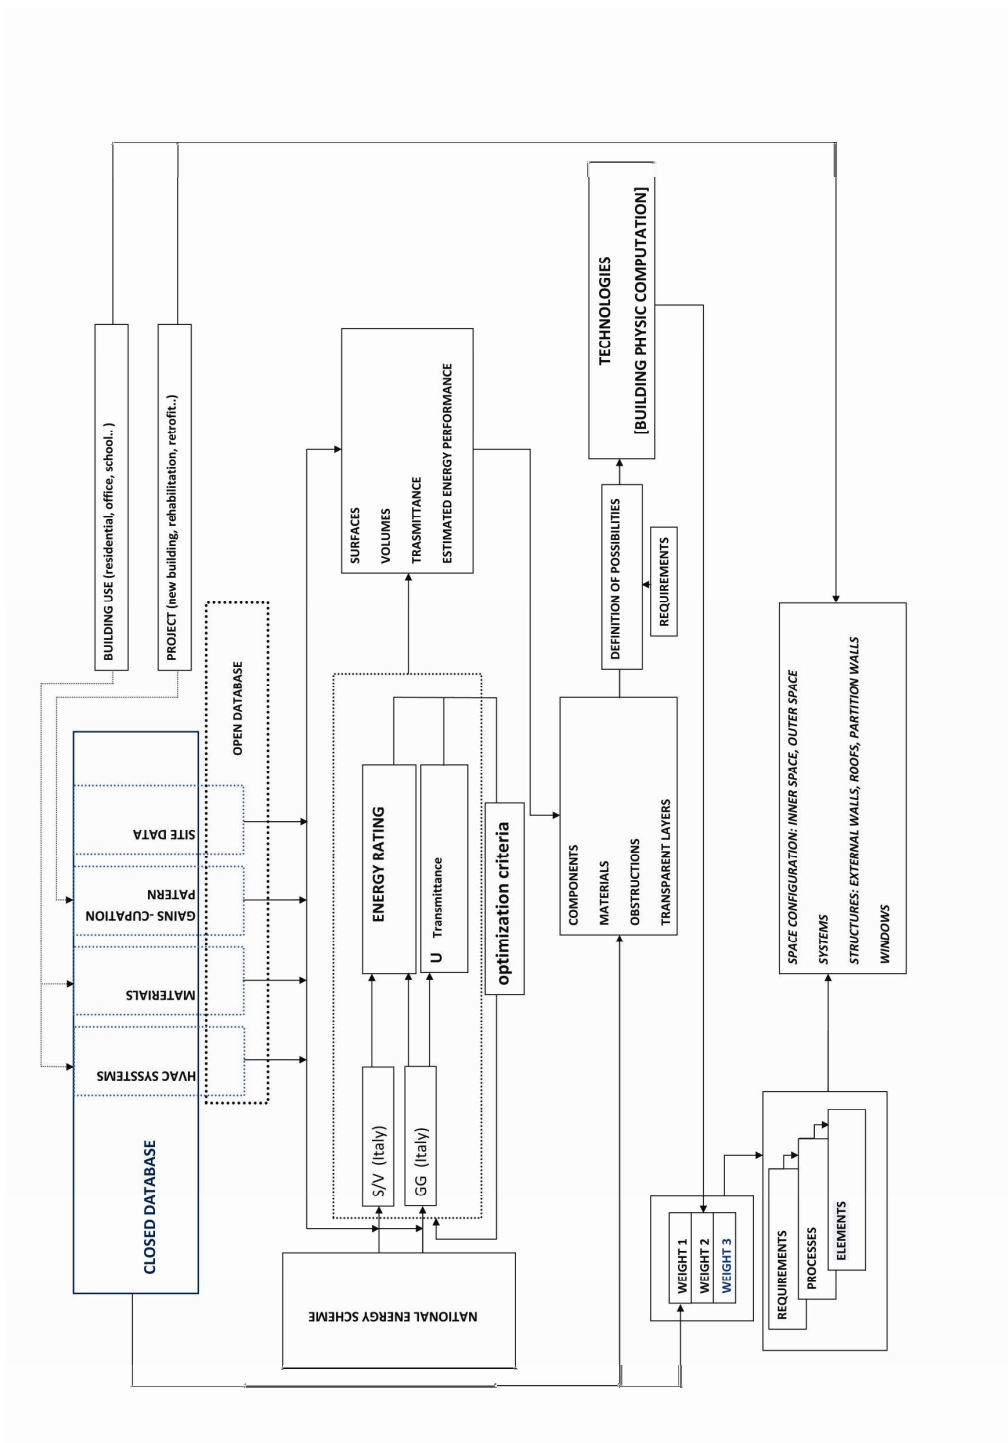 BUILDING USE (residential, office, school.. )
PROJECT (new building, rehabilitation, retrofit..)
CLOSED DATABASE
HVAC SYSSTEMS
MATERIALS
GAINS -CUPATION
PATERN
SITE DATA
OPEN DATABASE
NATIONAL ENERGY SCHEME
S/V (Italy)
GG (Italy)
ENERGY RATING
U Transmittance
optimization criteria
SURFACES
VOLUMES
TRASMITTANCE
ESTIMATED ENERGY PERFORMANCE
COMPONENTS
MATERIALS
OBSTRUCTIONS
TRANSPARENT LAYERS
DEFINITION OF POSSIBILITIES
REQUIREMENTS
TECHNOLOGIES
[BUILDING PHYSIC COMPUTATION]
WEIGHT 1
WEIGHT 2
WEIGHT 3
REQUIREMENTS
PROCESSES
ELEMENTS
SPACE CONFIGURATION: INNER SPACE, OUTER SPACE
SYSTEMS
STRUCTURES: EXTERNAL WALLS, ROOFS, PARTITION WALLS
WINDOWS